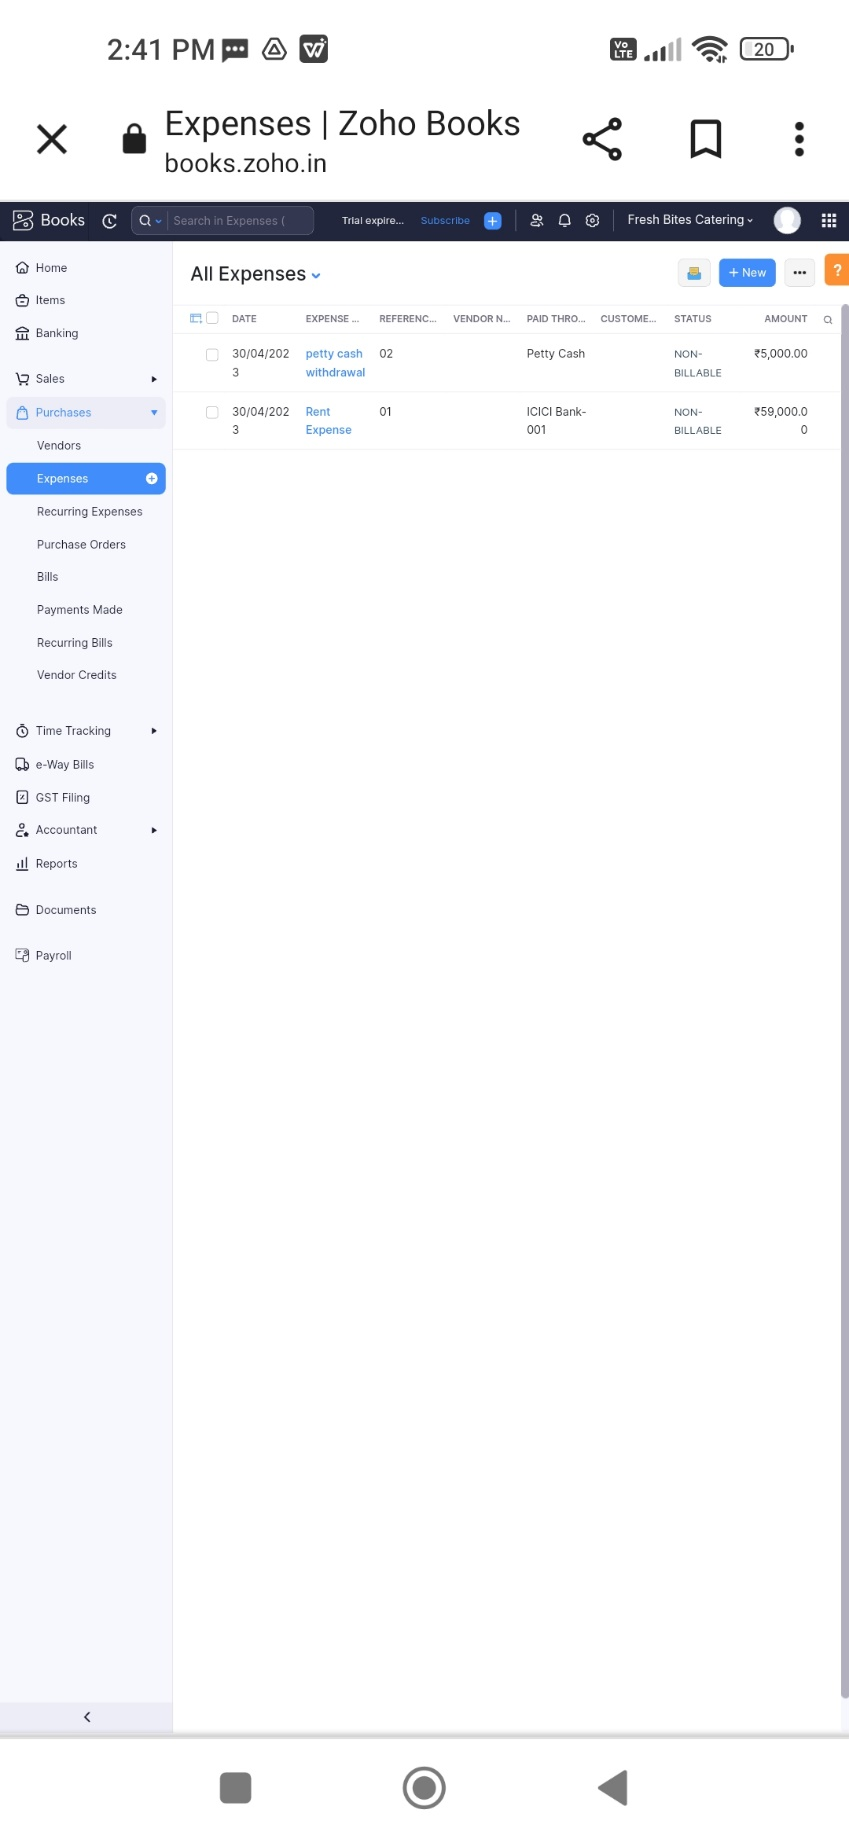 2:41 PM
Vo LTE
20
Expenses | Zoho Books
books.zoho.in
Books
Search in Expenses (
Trial expire...
Subscribe
Fresh Bites Catering
Home
Items
Banking
Sales
Purchases
Vendors
Expenses
Recurring Expenses
Purchase Orders
Bills
Payments Made
Recurring Bills
Vendor Credits
Time Tracking
e-Way Bills
GST Filing
Accountant
Reports
Documents
Payroll
All Expenses
+ New
?
DATE EXPENSE ... REFERENC... VENDOR N... PAID THRO... CUSTOME... STATUS AMOUNT
30/04/202 petty cash 02 Petty Cash NON- ₹5,000.00
3 withdrawal BILLABLE
30/04/202 Rent 01 ICICI Bank- NON- ₹59,000.0
3 Expense 001 BILLABLE 0